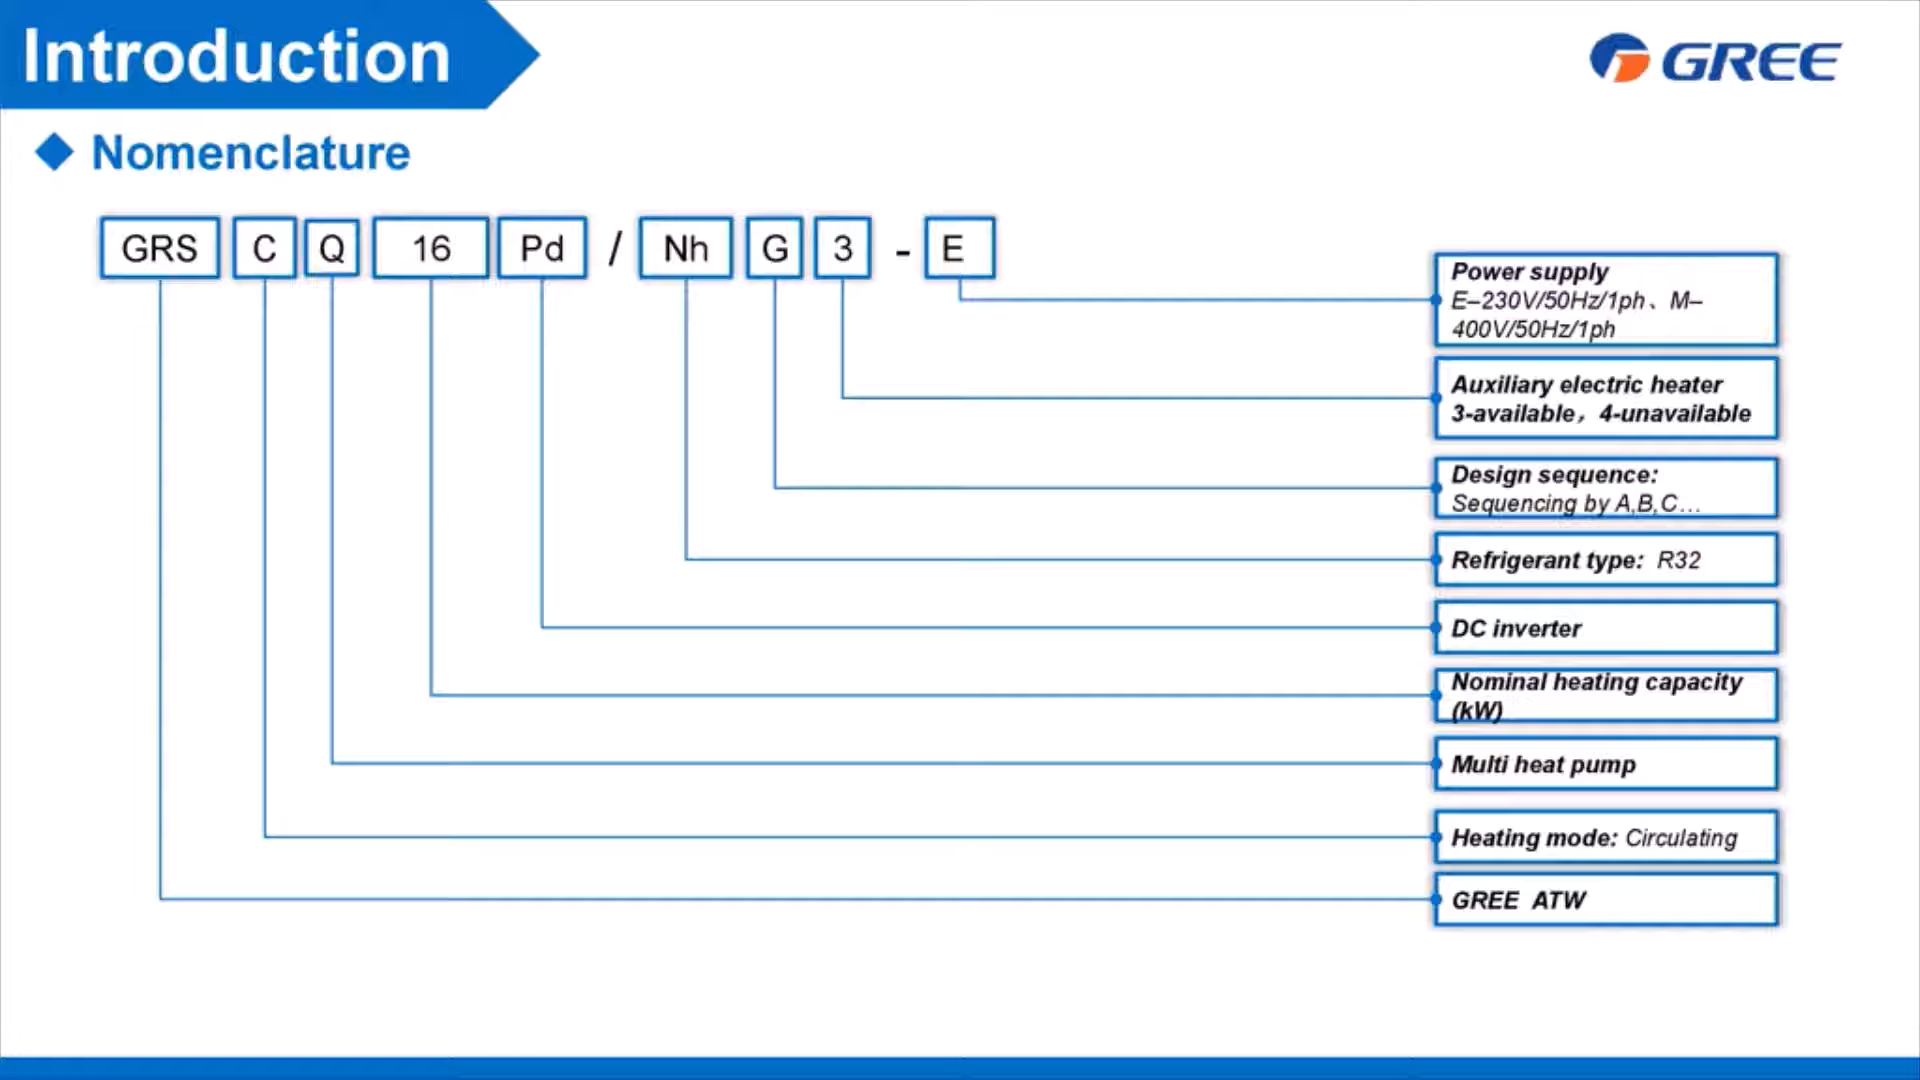 Introduction
GREE
Nomenclature
GRS C Q 16 Pd / Nh G 3 - E
Power supply
E–230V/50Hz/1ph、M–
400V/50Hz/1ph
Auxiliary electric heater
3-available，4-unavailable
Design sequence:
Sequencing by A,B,C…
Refrigerant type: R32
DC inverter
Nominal heating capacity
(kW)
Multi heat pump
Heating mode: Circulating
GREE ATW